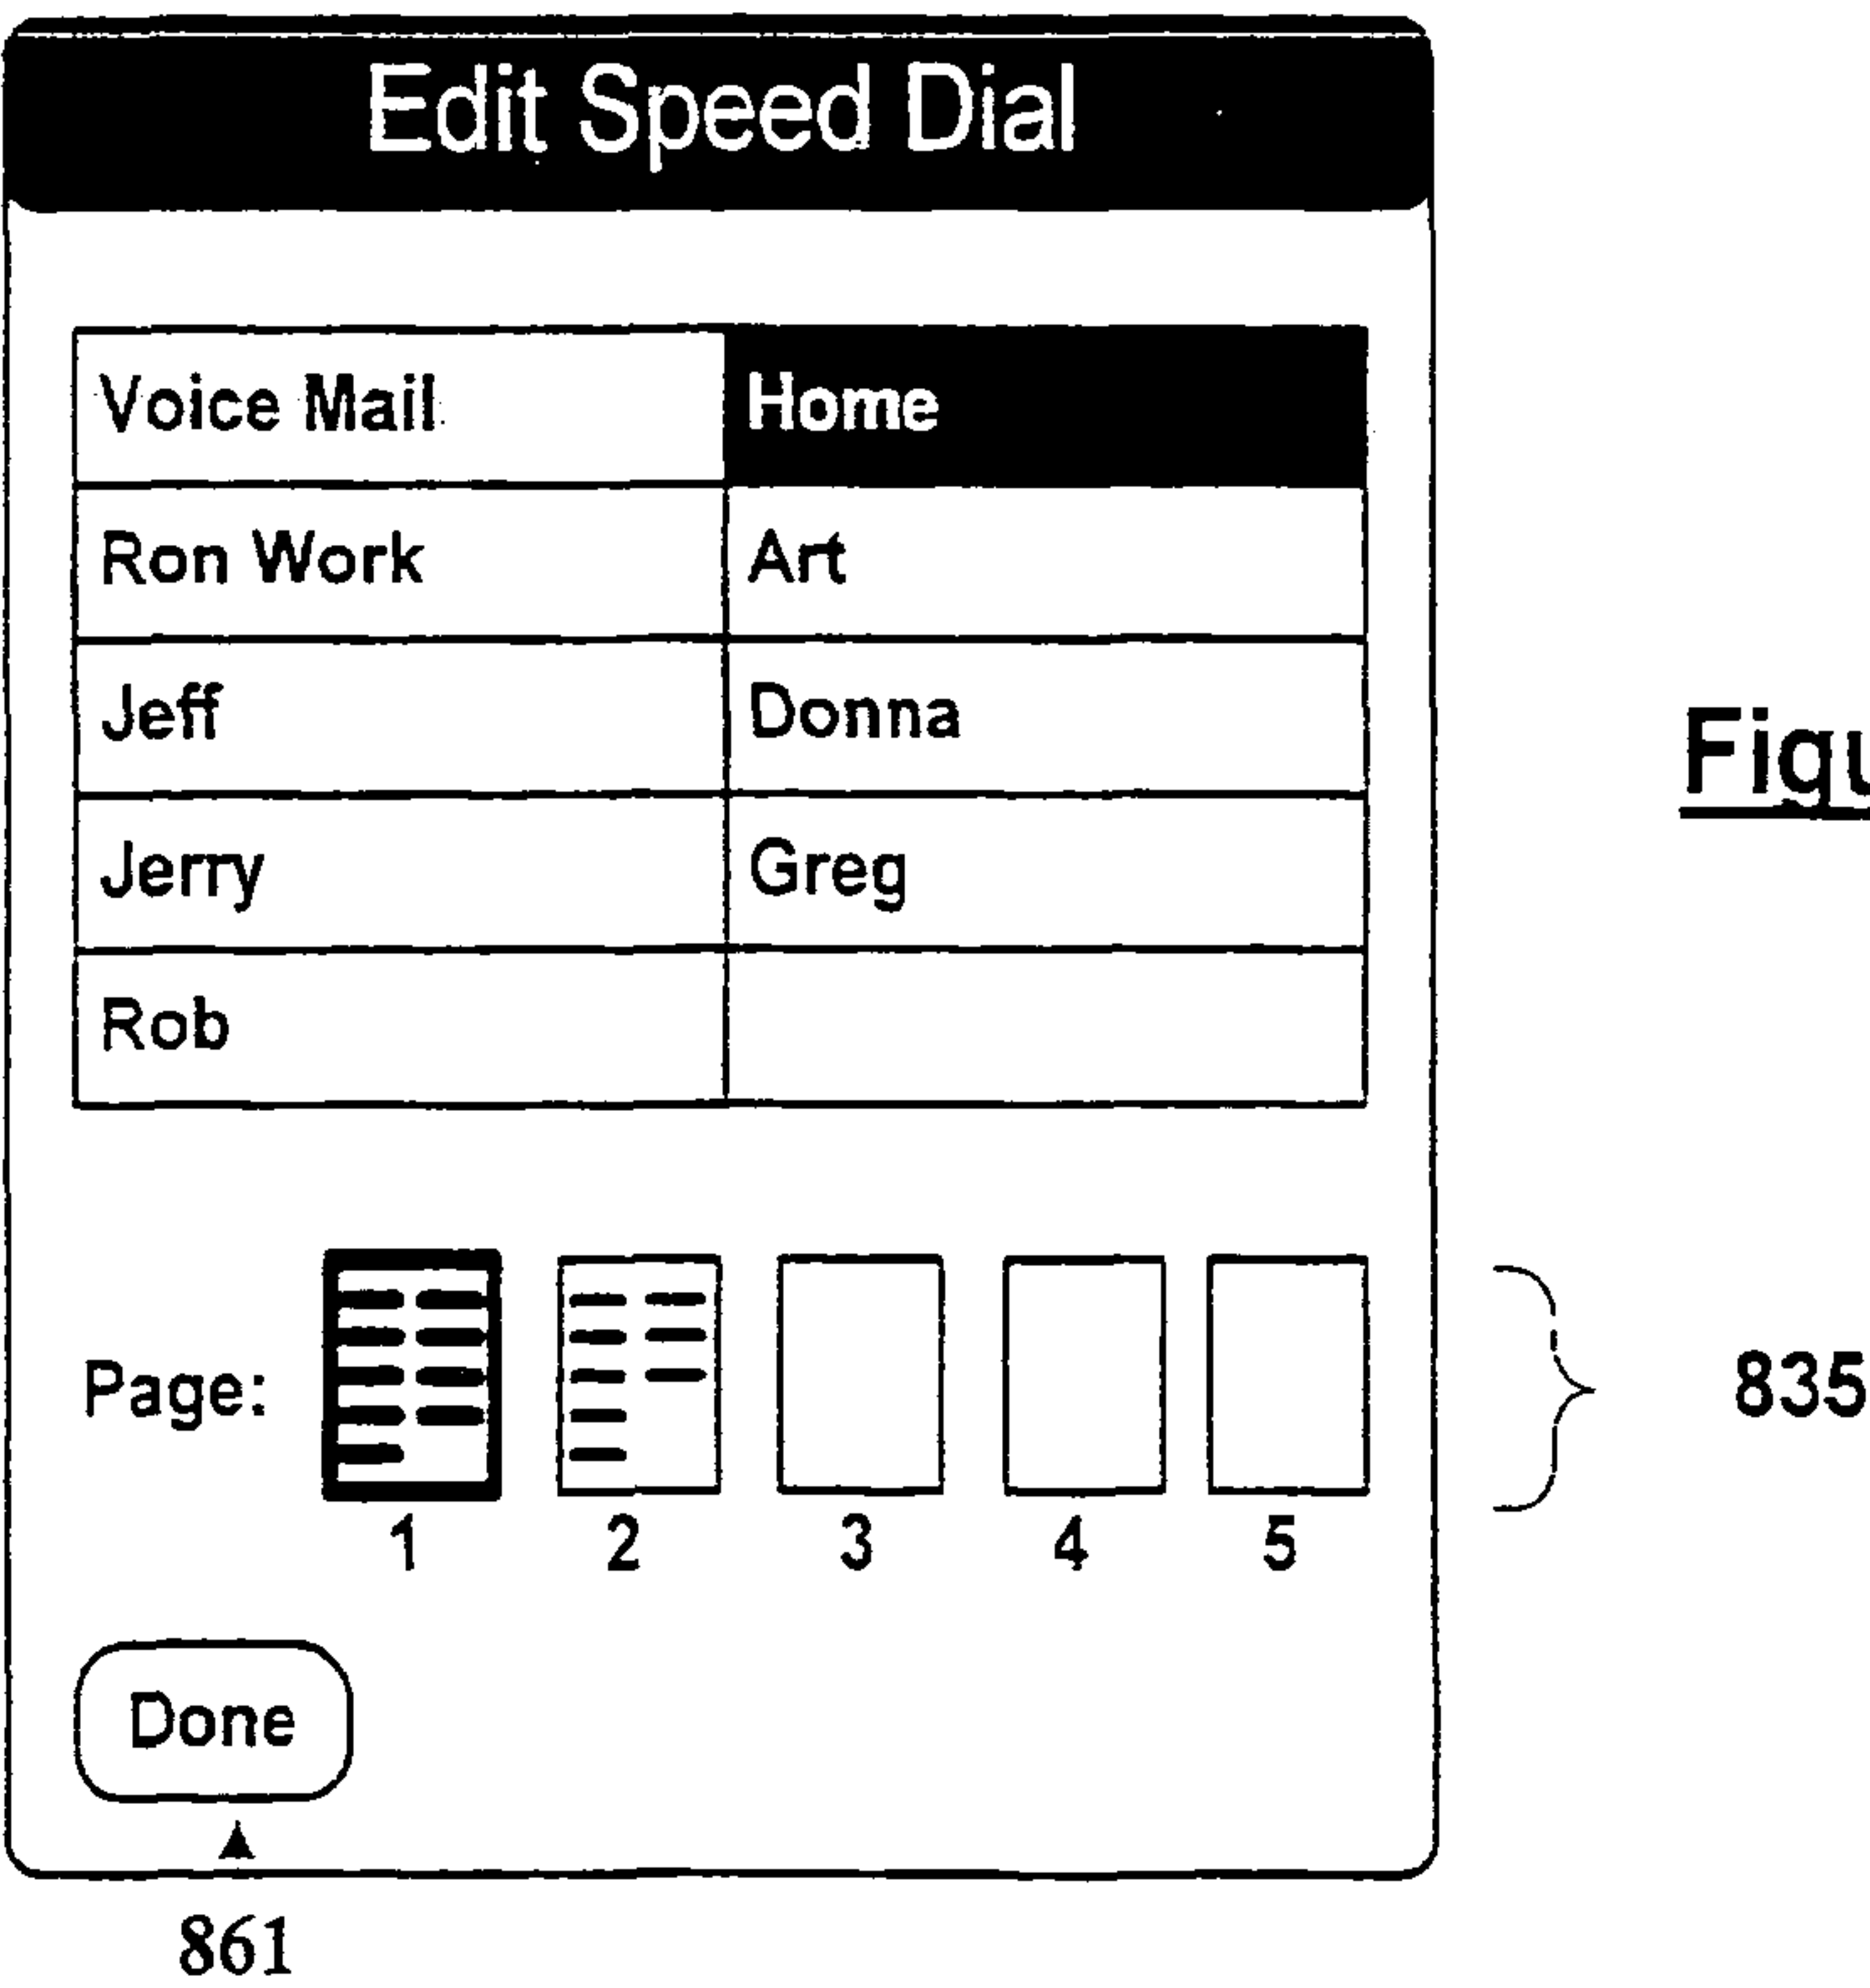 Edit Speed Dial
Voice Mail Home
Ron Work Art
Jeff Donna
Jerry Greg
Rob
Page:
1 2 3 4 5
835
Done
861